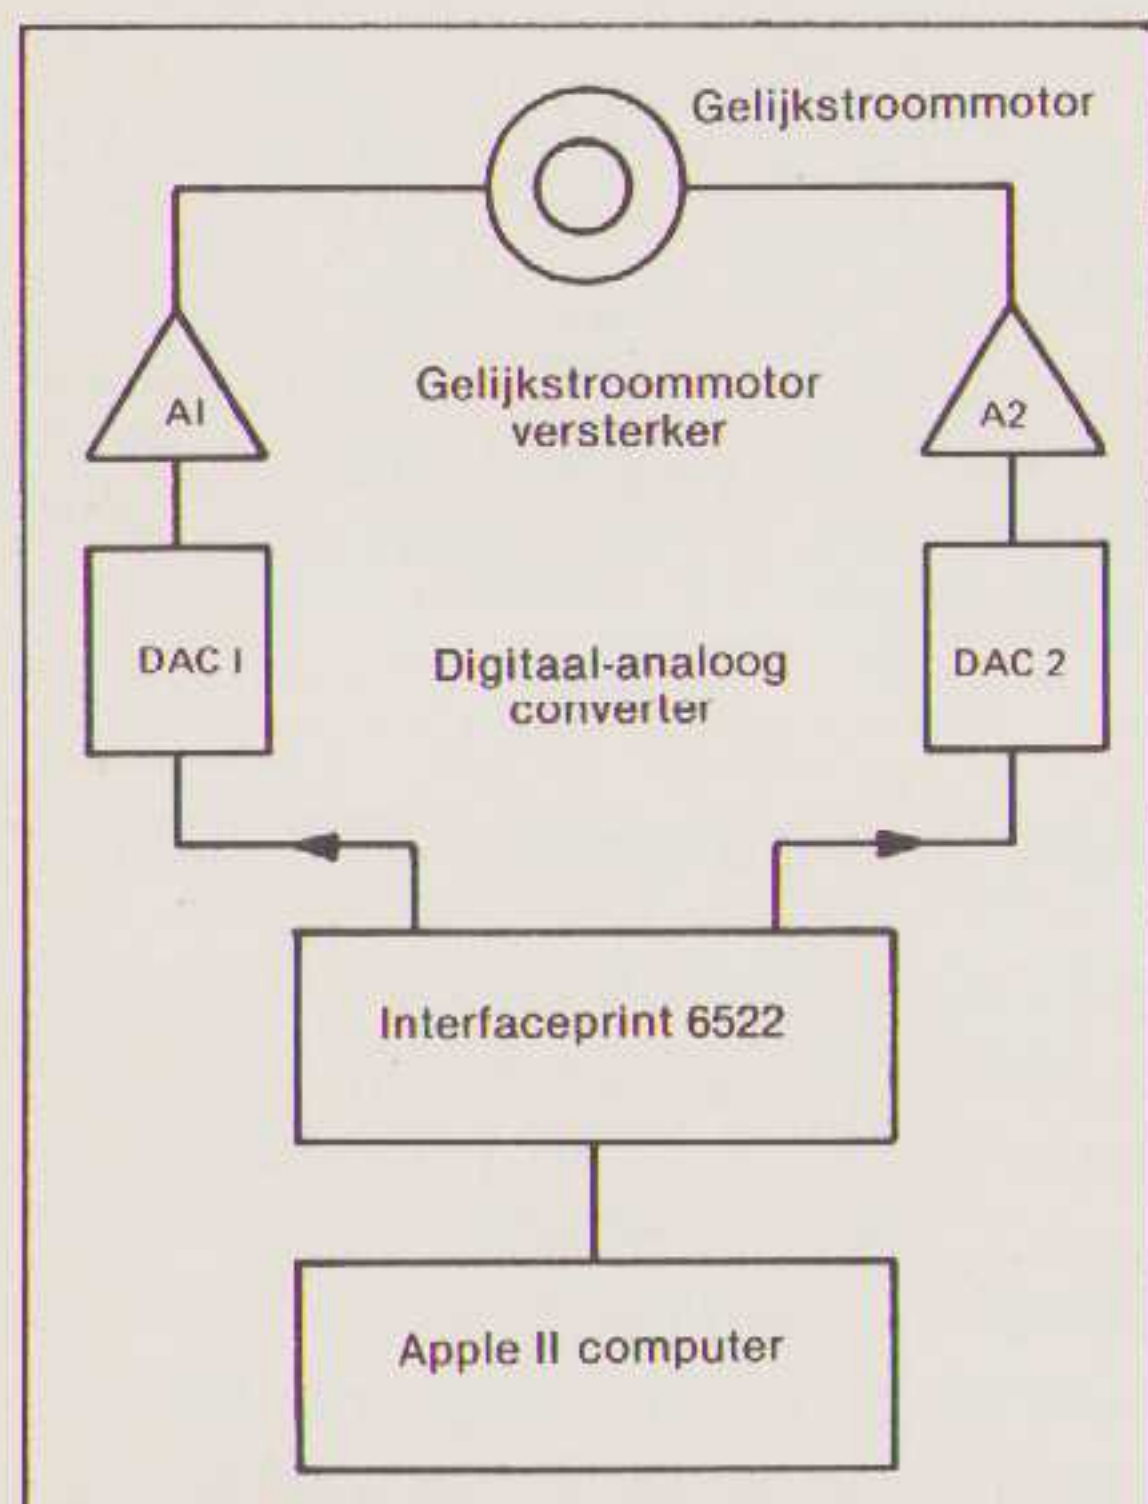 Gelijkstroommotor
Gelijkstroommotor
versterker
A1
A2
DAC 1
Digitaal-analoog
converter
DAC 2
Interfaceprint 6522
Apple II computer